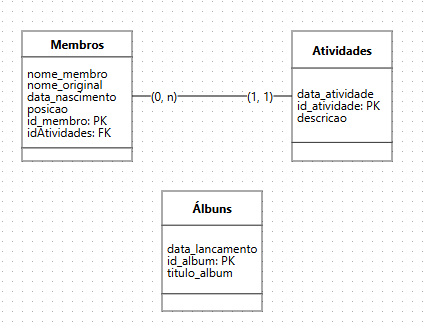 Membros
nome_membro
nome_original
data_nascimento
posicao
id_membro: PK
idAtividades: FK
(0, n)
(1, 1)
Atividades
data_atividade
id_atividade: PK
descricao
Álbuns
data_lancamento
id_album: PK
titulo_album